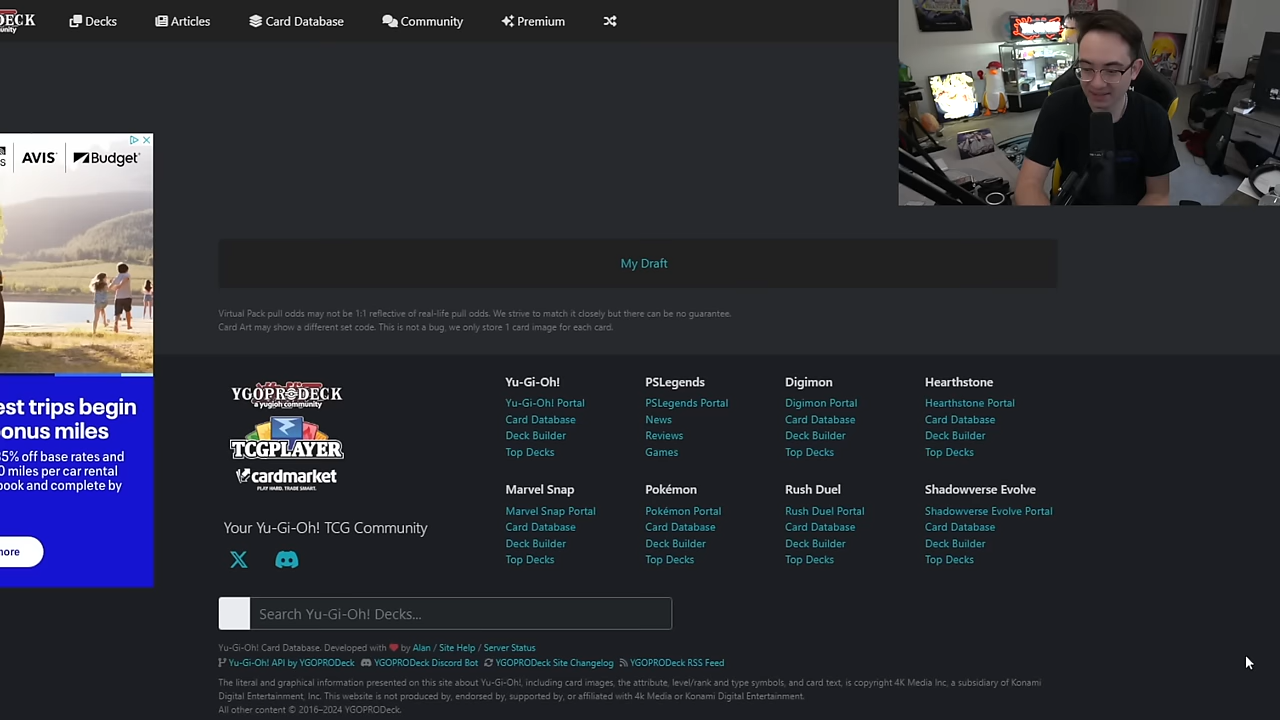 Decks
Articles
Card Database
Community
Premium
AVIS
Budget
est trips begin
onus miles
35% off base rates and
0 miles per car rental
book and complete by
more
My Draft
Virtual Pack pull odds may not be 1:1 reflective of real-life pull odds. We strive to match it closely but there can be no guarantee.
Card Art may show a different set code. This is not a bug, we only store 1 card image for each card.
YGOPRODECK
a yugioh community
TCGPLAYER
cardmarket
PLAY HARD. TRADE SMART.
Your Yu-Gi-Oh! TCG Community
Yu-Gi-Oh!
Yu-Gi-Oh! Portal
Card Database
Deck Builder
Top Decks
PSLegends
PSLegends Portal
News
Reviews
Games
Digimon
Digimon Portal
Card Database
Deck Builder
Top Decks
Hearthstone
Hearthstone Portal
Card Database
Deck Builder
Top Decks
Marvel Snap
Marvel Snap Portal
Card Database
Deck Builder
Top Decks
Pokémon
Pokémon Portal
Card Database
Deck Builder
Top Decks
Rush Duel
Rush Duel Portal
Card Database
Deck Builder
Top Decks
Shadowverse Evolve
Shadowverse Evolve Portal
Card Database
Deck Builder
Top Decks
Search Yu-Gi-Oh! Decks...
Yu-Gi-Oh! Card Database. Developed with ❤ by Alan / Site Help / Server Status
Yu-Gi-Oh! API by YGOPRODeck YGOPRODeck Discord Bot YGOPRODeck Site Changelog YGOPRODeck RSS Feed
The literal and graphical information presented on this site about Yu-Gi-Oh!, including card images, the attribute, level/rank and type symbols, and card text, is copyright 4K Media Inc, a subsidiary of Konami
Digital Entertainment, Inc. This website is not produced by, endorsed by, supported by, or affiliated with 4k Media or Konami Digital Entertainment.
All other content © 2016–2024 YGOPRODeck.